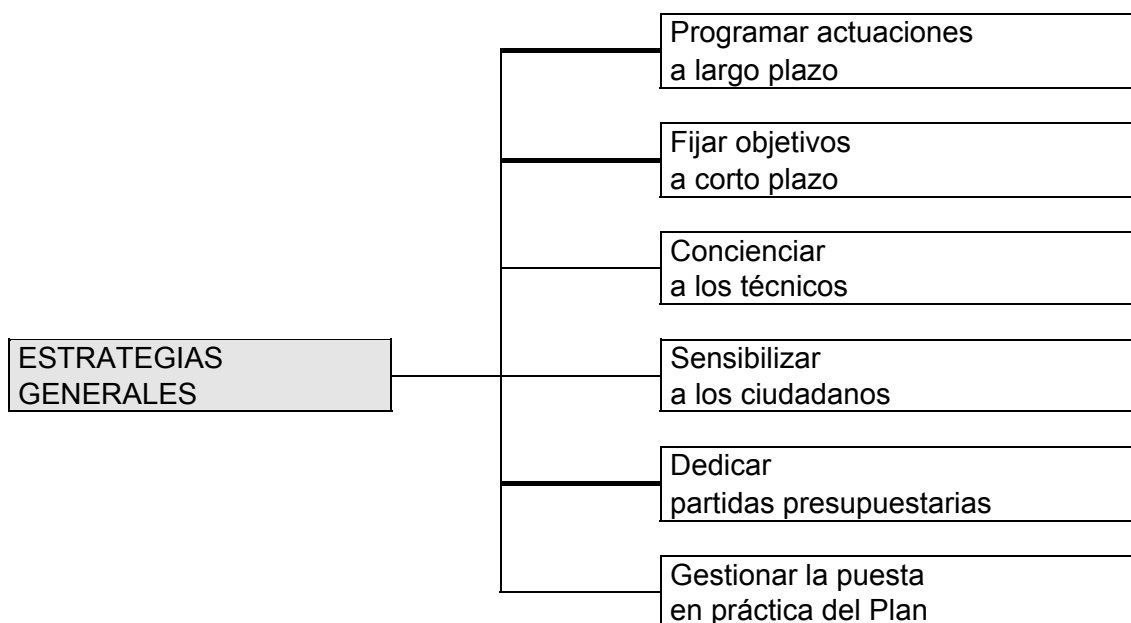 Programar actuaciones
a largo plazo
Fijar objetivos
a corto plazo
Concienciar
a los técnicos
ESTRATEGIAS
GENERALES
Sensibilizar
a los ciudadanos
Dedicar
partidas presupuestarias
Gestionar la puesta
en práctica del Plan